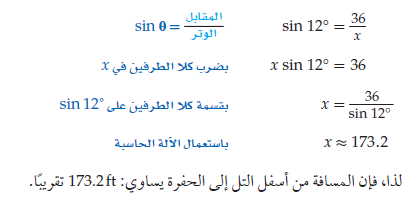 sin θ = المقابل / الوتر    sin 12° = 36/x
بضرب كلا الطرفين في x    x sin 12° = 36
بقسمة كلا الطرفين على sin 12°    x = 36/sin 12°
باستعمال الآلة الحاسبة    x ≈ 173.2
لذا، فإن المسافة من أسفل التل إلى الحفرة يساوي: 173.2 ft تقريبًا.